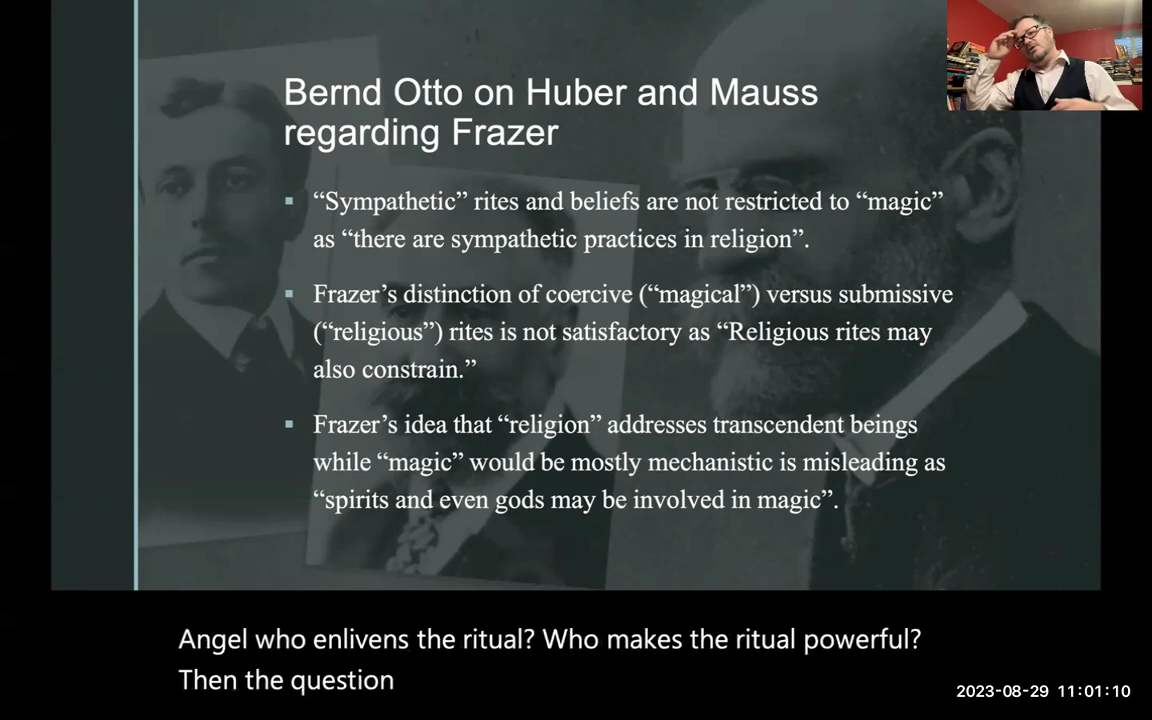 Bernd Otto on Huber and Mauss
regarding Frazer
▪ “Sympathetic” rites and beliefs are not restricted to “magic”
as “there are sympathetic practices in religion”.
▪ Frazer’s distinction of coercive (“magical”) versus submissive
(“religious”) rites is not satisfactory as “Religious rites may
also constrain.”
▪ Frazer’s idea that “religion” addresses transcendent beings
while “magic” would be mostly mechanistic is misleading as
“spirits and even gods may be involved in magic”.
Angel who enlivens the ritual? Who makes the ritual powerful?
Then the question
2023-08-29 11:01:10